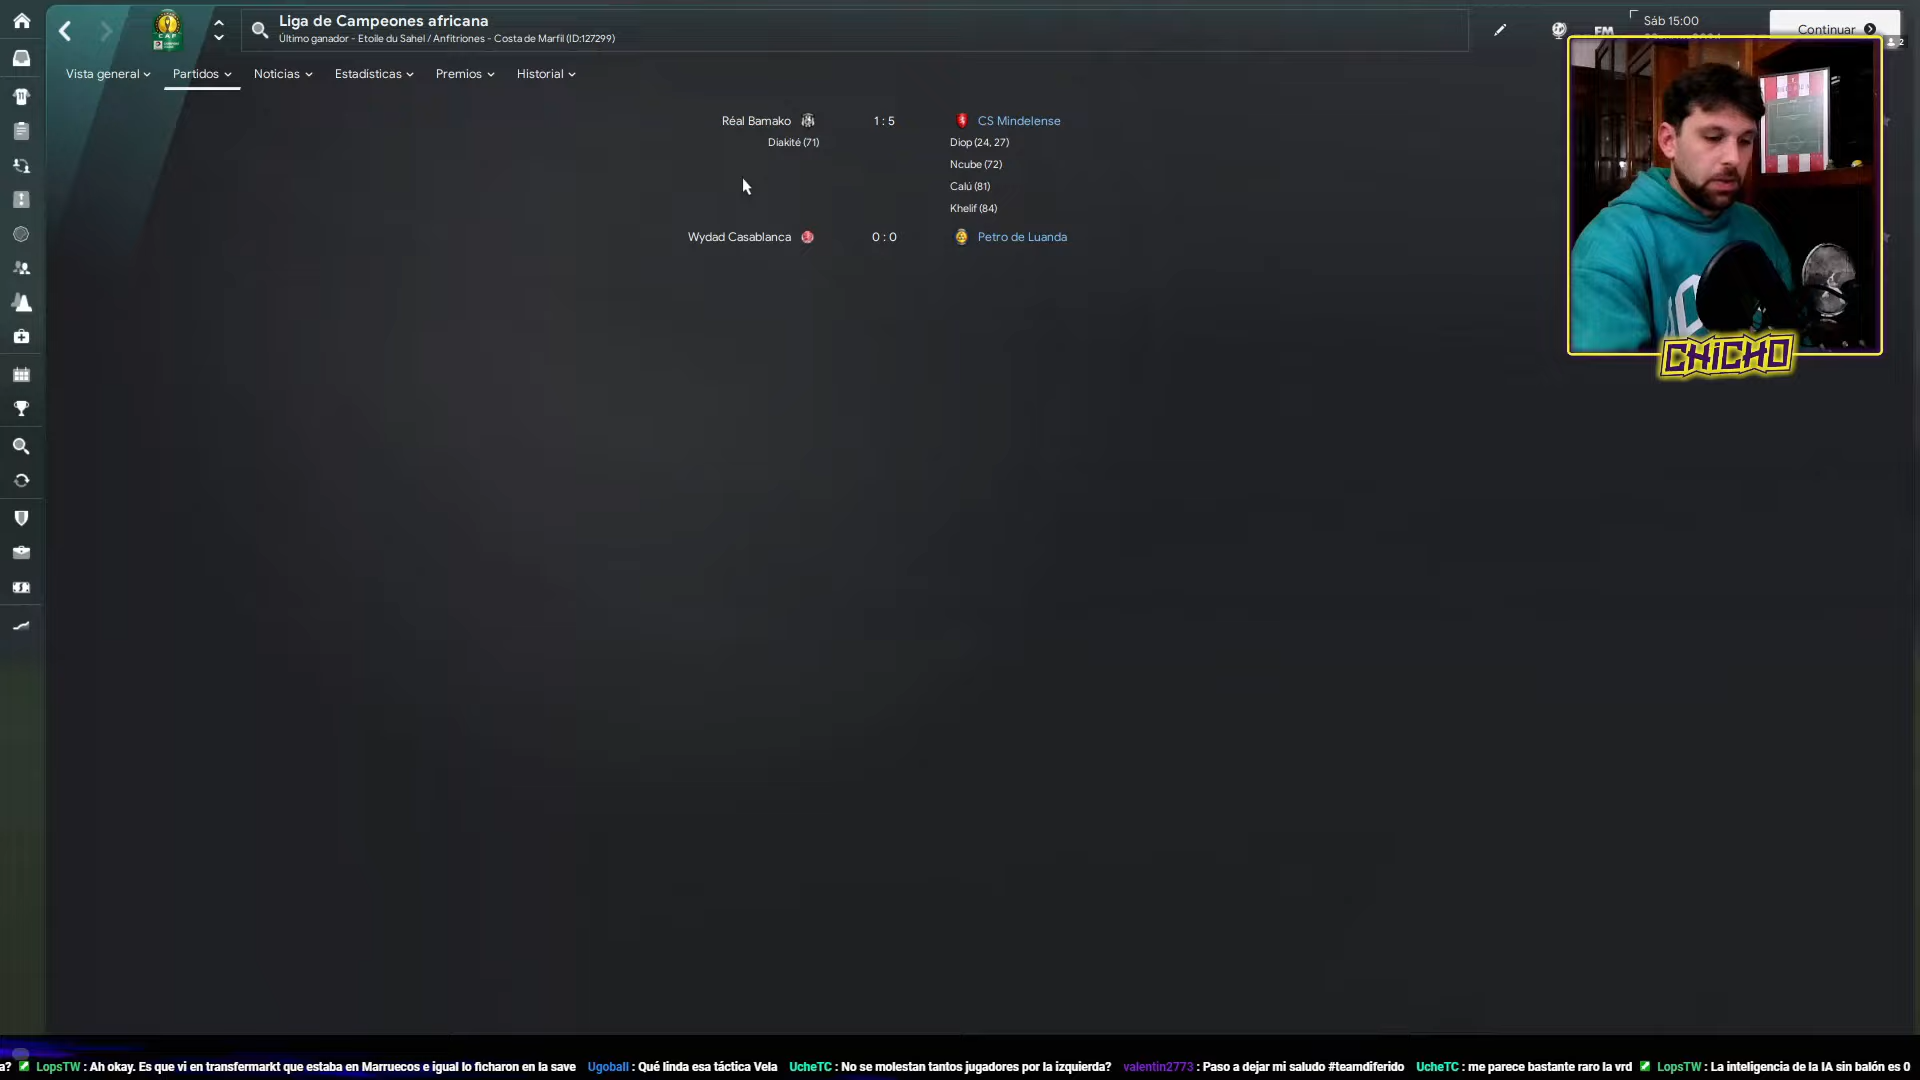 Liga de Campeones africana
Último ganador - Etoile du Sahel / Anfitriones - Costa de Marfil (ID:127299)
FM
Sáb 15:00
Continuar
2
Vista general
Partidos
Noticias
Estadísticas
Premios
Historial
Réal Bamako 1 : 5 CS Mindelense
Diakité (71) Diop (24, 27)
Ncube (72)
Calú (81)
Khelif (84)
Wydad Casablanca 0 : 0 Petro de Luanda
CHiCHO
a? LopsTW : Ah okay. Es que vi en transfermarkt que estaba en Marruecos e igual lo ficharon en la save Ugoball : Qué linda esa táctica Vela UcheTC : No se molestan tantos jugadores por la izquierda? valentin2773 : Paso a dejar mi saludo #teamdiferido UcheTC : me parece bastante raro la vrd LopsTW : La inteligencia de la IA sin balón es 0